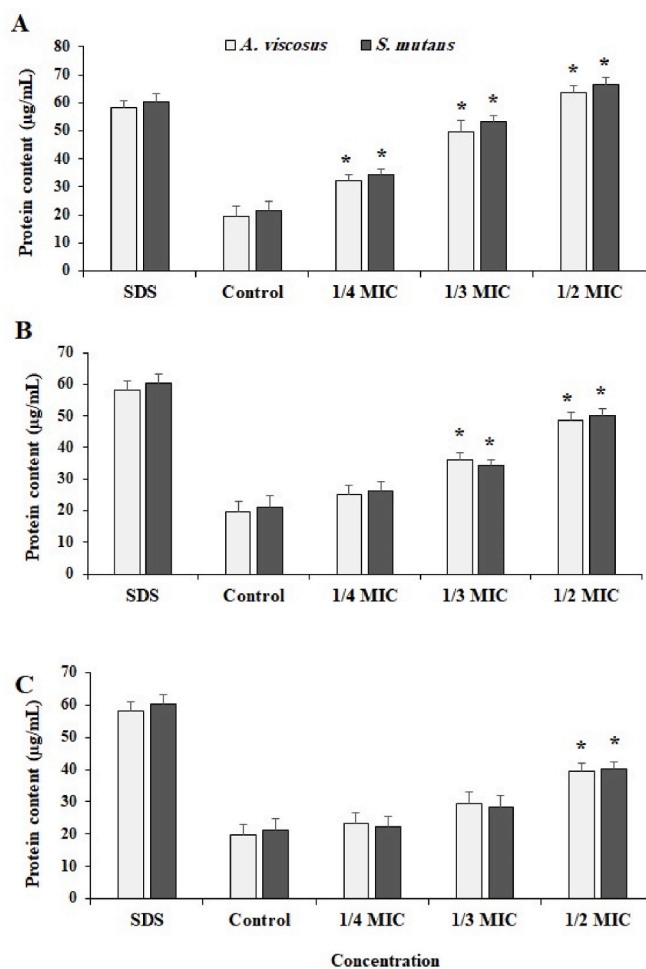 A
A. viscosus S. mutans
Protein content (µg/mL)
80
70
60
50
40
30
20
10
0
* * * * * *
SDS Control 1/4 MIC 1/3 MIC 1/2 MIC
B
Protein content (µg/mL)
70
60
50
40
30
20
10
0
* * * *
SDS Control 1/4 MIC 1/3 MIC 1/2 MIC
C
Protein content (µg/mL)
70
60
50
40
30
20
10
0
* *
SDS Control 1/4 MIC 1/3 MIC 1/2 MIC
Concentration